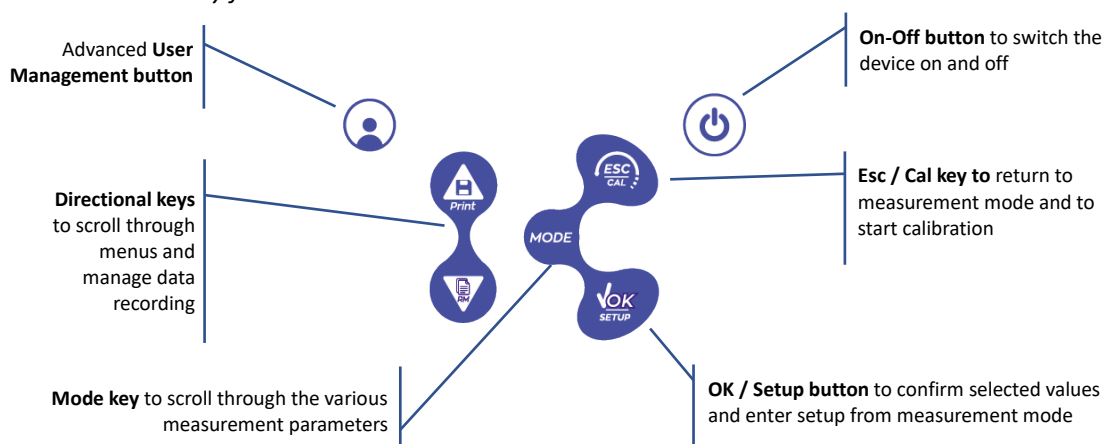 Advanced User
Management button
On-Off button to switch the
device on and off
Directional keys
to scroll through
menus and
manage data
recording
Print
RM
ESC
CAL
MODE
OK
SETUP
Esc / Cal key to return to
measurement mode and to
start calibration
Mode key to scroll through the various
measurement parameters
OK / Setup button to confirm selected values
and enter setup from measurement mode